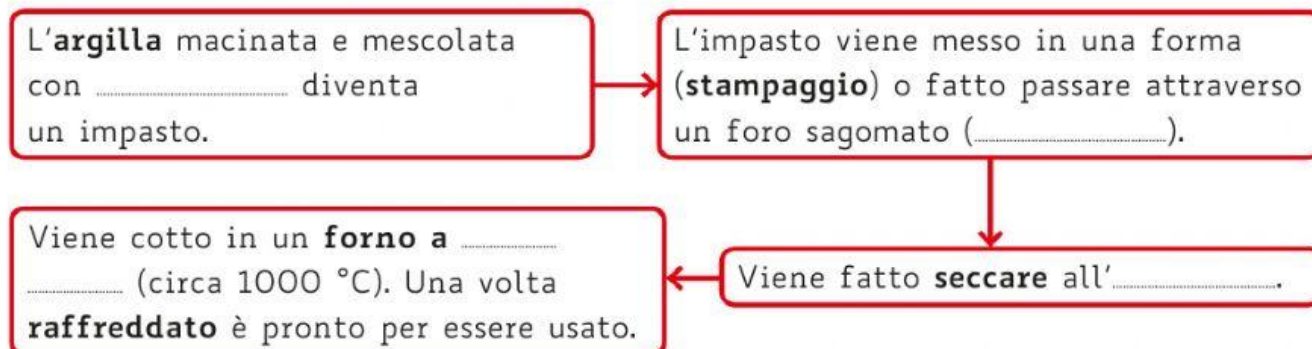 L'argilla macinata e mescolata
con ........................ diventa
un impasto.
L'impasto viene messo in una forma
(stampaggio) o fatto passare attraverso
un foro sagomato (........................).
Viene fatto seccare all'.....................
Viene cotto in un forno a ............
............ (circa 1000 °C). Una volta
raffreddato è pronto per essere usato.